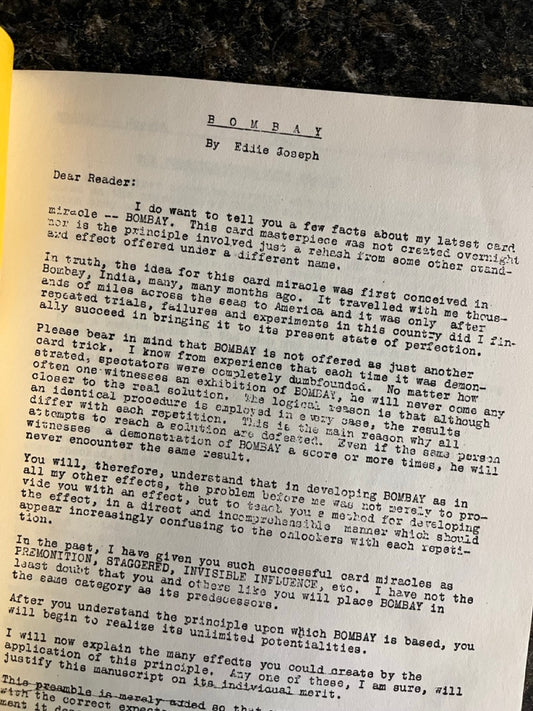 B O M B A Y
By Eddie Joseph
Dear Reader:
I do want to tell you a few facts about my latest card
miracle -- BOMBAY. This card masterpiece was not created overnight
nor is the principle involved just a rehash from some other stand-
ard effect offered under a different name.
In truth, the idea for this card miracle was first conceived in
Bombay, India, many, many months ago. It travelled with me thous-
ands of miles across the seas to America and it was only after
repeated trials, failures and experiments in this country did I fin-
ally succeed in bringing it to its present state of perfection.
Please bear in mind that BOMBAY is not offered as just another
card trick. I know from experience that each time it was demon-
strated, spectators were completely dumbfounded. No matter how
often one witnesses an exhibition of BOMBAY, he will never come any
closer to the real solution. The logical reason is that although
an identical procedure is employed in every case, the results
differ with each repetition. This is the main reason why all
attempts to reach a solution are defeated. Even if the same person
witnesses a demonstration of BOMBAY a score or more times, he will
never encounter the same result.
You will, therefore, understand that in developing BOMBAY as in
all my other effects, the problem before me was not merely to pro-
vide you with an effect, but to teach you a method for developing
the effect, in a direct and incomprehensible manner which should
appear increasingly confusing to the onlookers with each repeti-
tion.
In the past, I have given you such successful card miracles as
PREMONITION, STAGGERED, INVISIBLE INFLUENCE, etc. I have not the
least doubt that you and others like you will place BOMBAY in
the same category as its predecessors.
After you understand the principle upon which BOMBAY is based, you
will begin to realize its unlimited potentialities.
I will now explain the many effects you could create by the
application of this principle. Any one of these, I am sure, will
justify this manuscript on its individual merit.
This preamble is merely added so that
with the correct